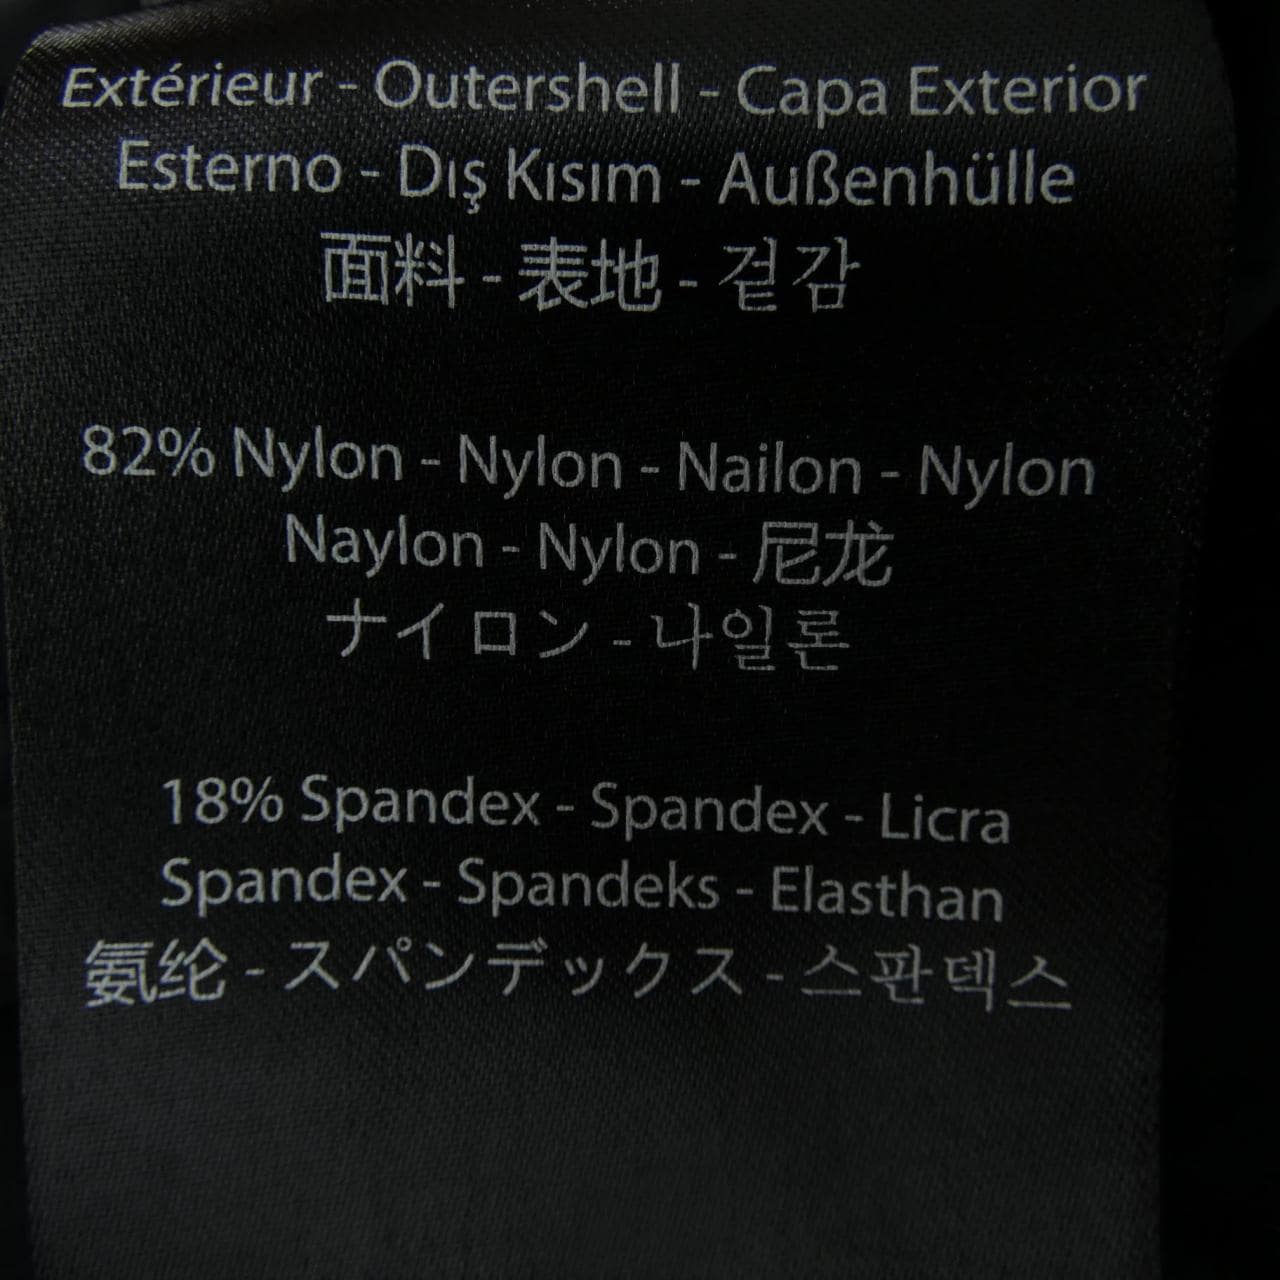 Extérieur - Outershell - Capa Exterior
Esterno - Dış Kısım - Außenhülle
面料 - 表地 - 겉감
82% Nylon - Nylon - Nailon - Nylon
Naylon - Nylon - 尼龙
ナイロン - 나일론
18% Spandex - Spandex - Licra
Spandex - Spandeks - Elasthan
氨纶 - スパンデックス - 스판덱스